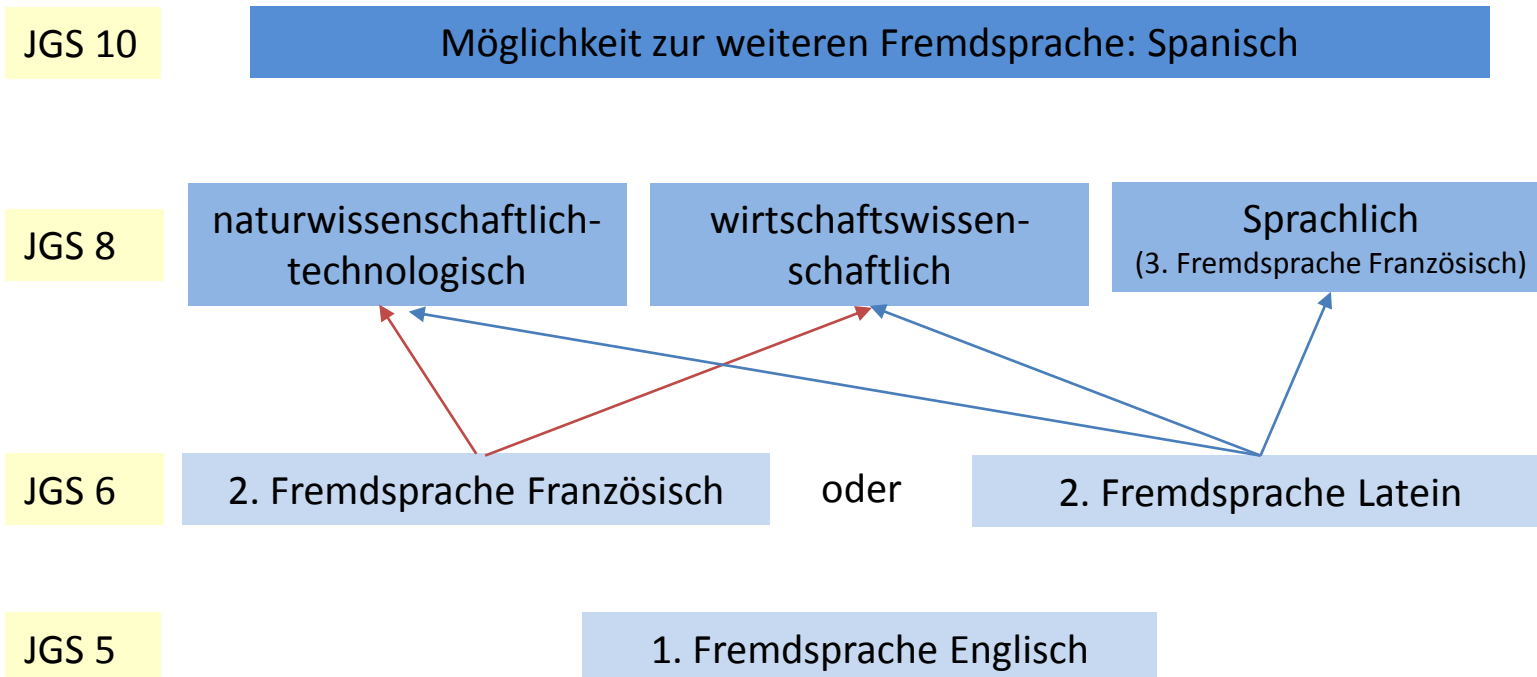 JGS 10
Möglichkeit zur weiteren Fremdsprache: Spanisch
JGS 8
naturwissenschaftlich-
technologisch
wirtschaftswissen-
schaftlich
Sprachlich
(3. Fremdsprache Französisch)
JGS 6
2. Fremdsprache Französisch
oder
2. Fremdsprache Latein
JGS 5
1. Fremdsprache Englisch